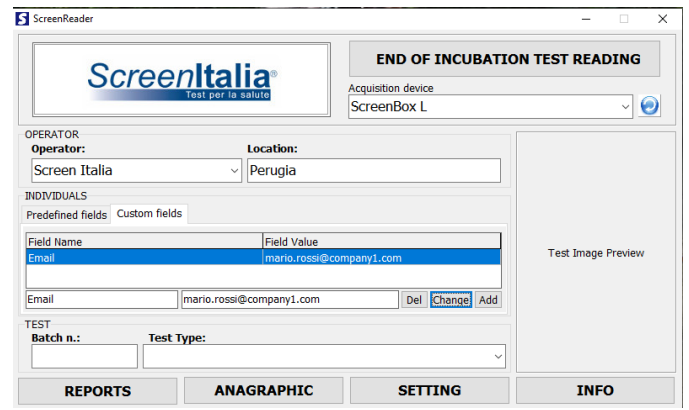 ScreenReader
ScreenItalia®
Test per la salute
END OF INCUBATION TEST READING
Acquisition device
ScreenBox L
OPERATOR
Operator: Location:
Screen Italia Perugia
INDIVIDUALS
Predefined fields Custom fields
Field Name Field Value
Email mario.rossi@company1.com
Email mario.rossi@company1.com Del Change Add
Test Image Preview
TEST
Batch n.: Test Type:
REPORTS ANAGRAPHIC SETTING INFO